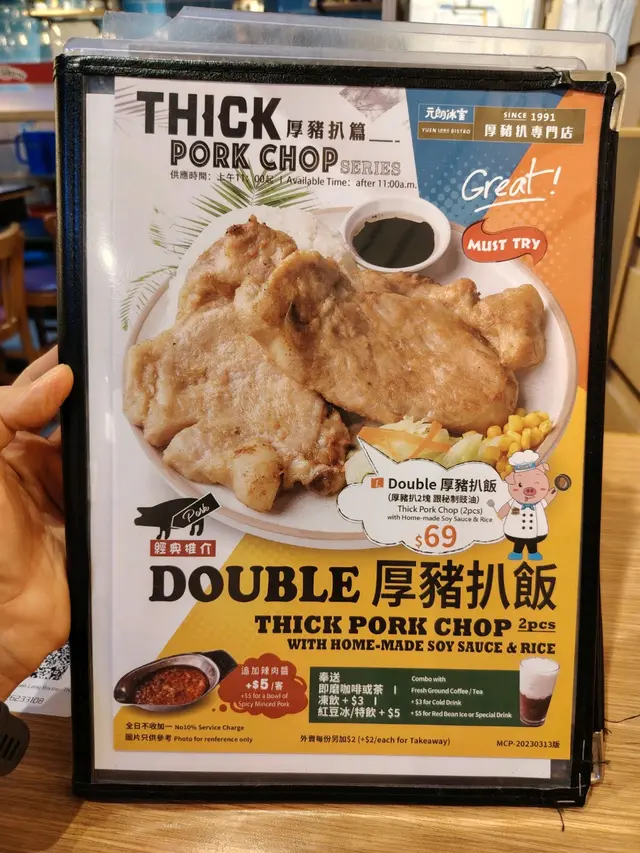 THICK 厚豬扒篇
PORK CHOP SERIES
供應時間：上午11：00起 | Available Time: after 11:00a.m.
元朗冰室
YUEN LONG BISTRO
SINCE 1991
厚豬扒專門店
Great!
MUST TRY
Double 厚豬扒飯
(厚豬扒2塊 跟秘制豉油)
Thick Pork Chop (2pcs)
with Home-made Soy Sauce & Rice
$69
Pork
經典推介
DOUBLE 厚豬扒飯
THICK PORK CHOP 2pcs
WITH HOME-MADE SOY SAUCE & RICE
追加辣肉醬
+$5/客
+$5 for a bowl of
Spicy Minced Pork
奉送
即磨咖啡或茶 |
凍飲 + $3 |
紅豆冰/特飲 + $5
Combo with
Fresh Ground Coffee / Tea
+ $3 for Cold Drink
+ $5 for Red Bean Ice or Special Drink
全日不收加一 No10% Service Charge
圖片只供參考 Photo for renference only
外賣每份另加$2 (+$2/each for Takeaway)
MCP-20230313版
6233108